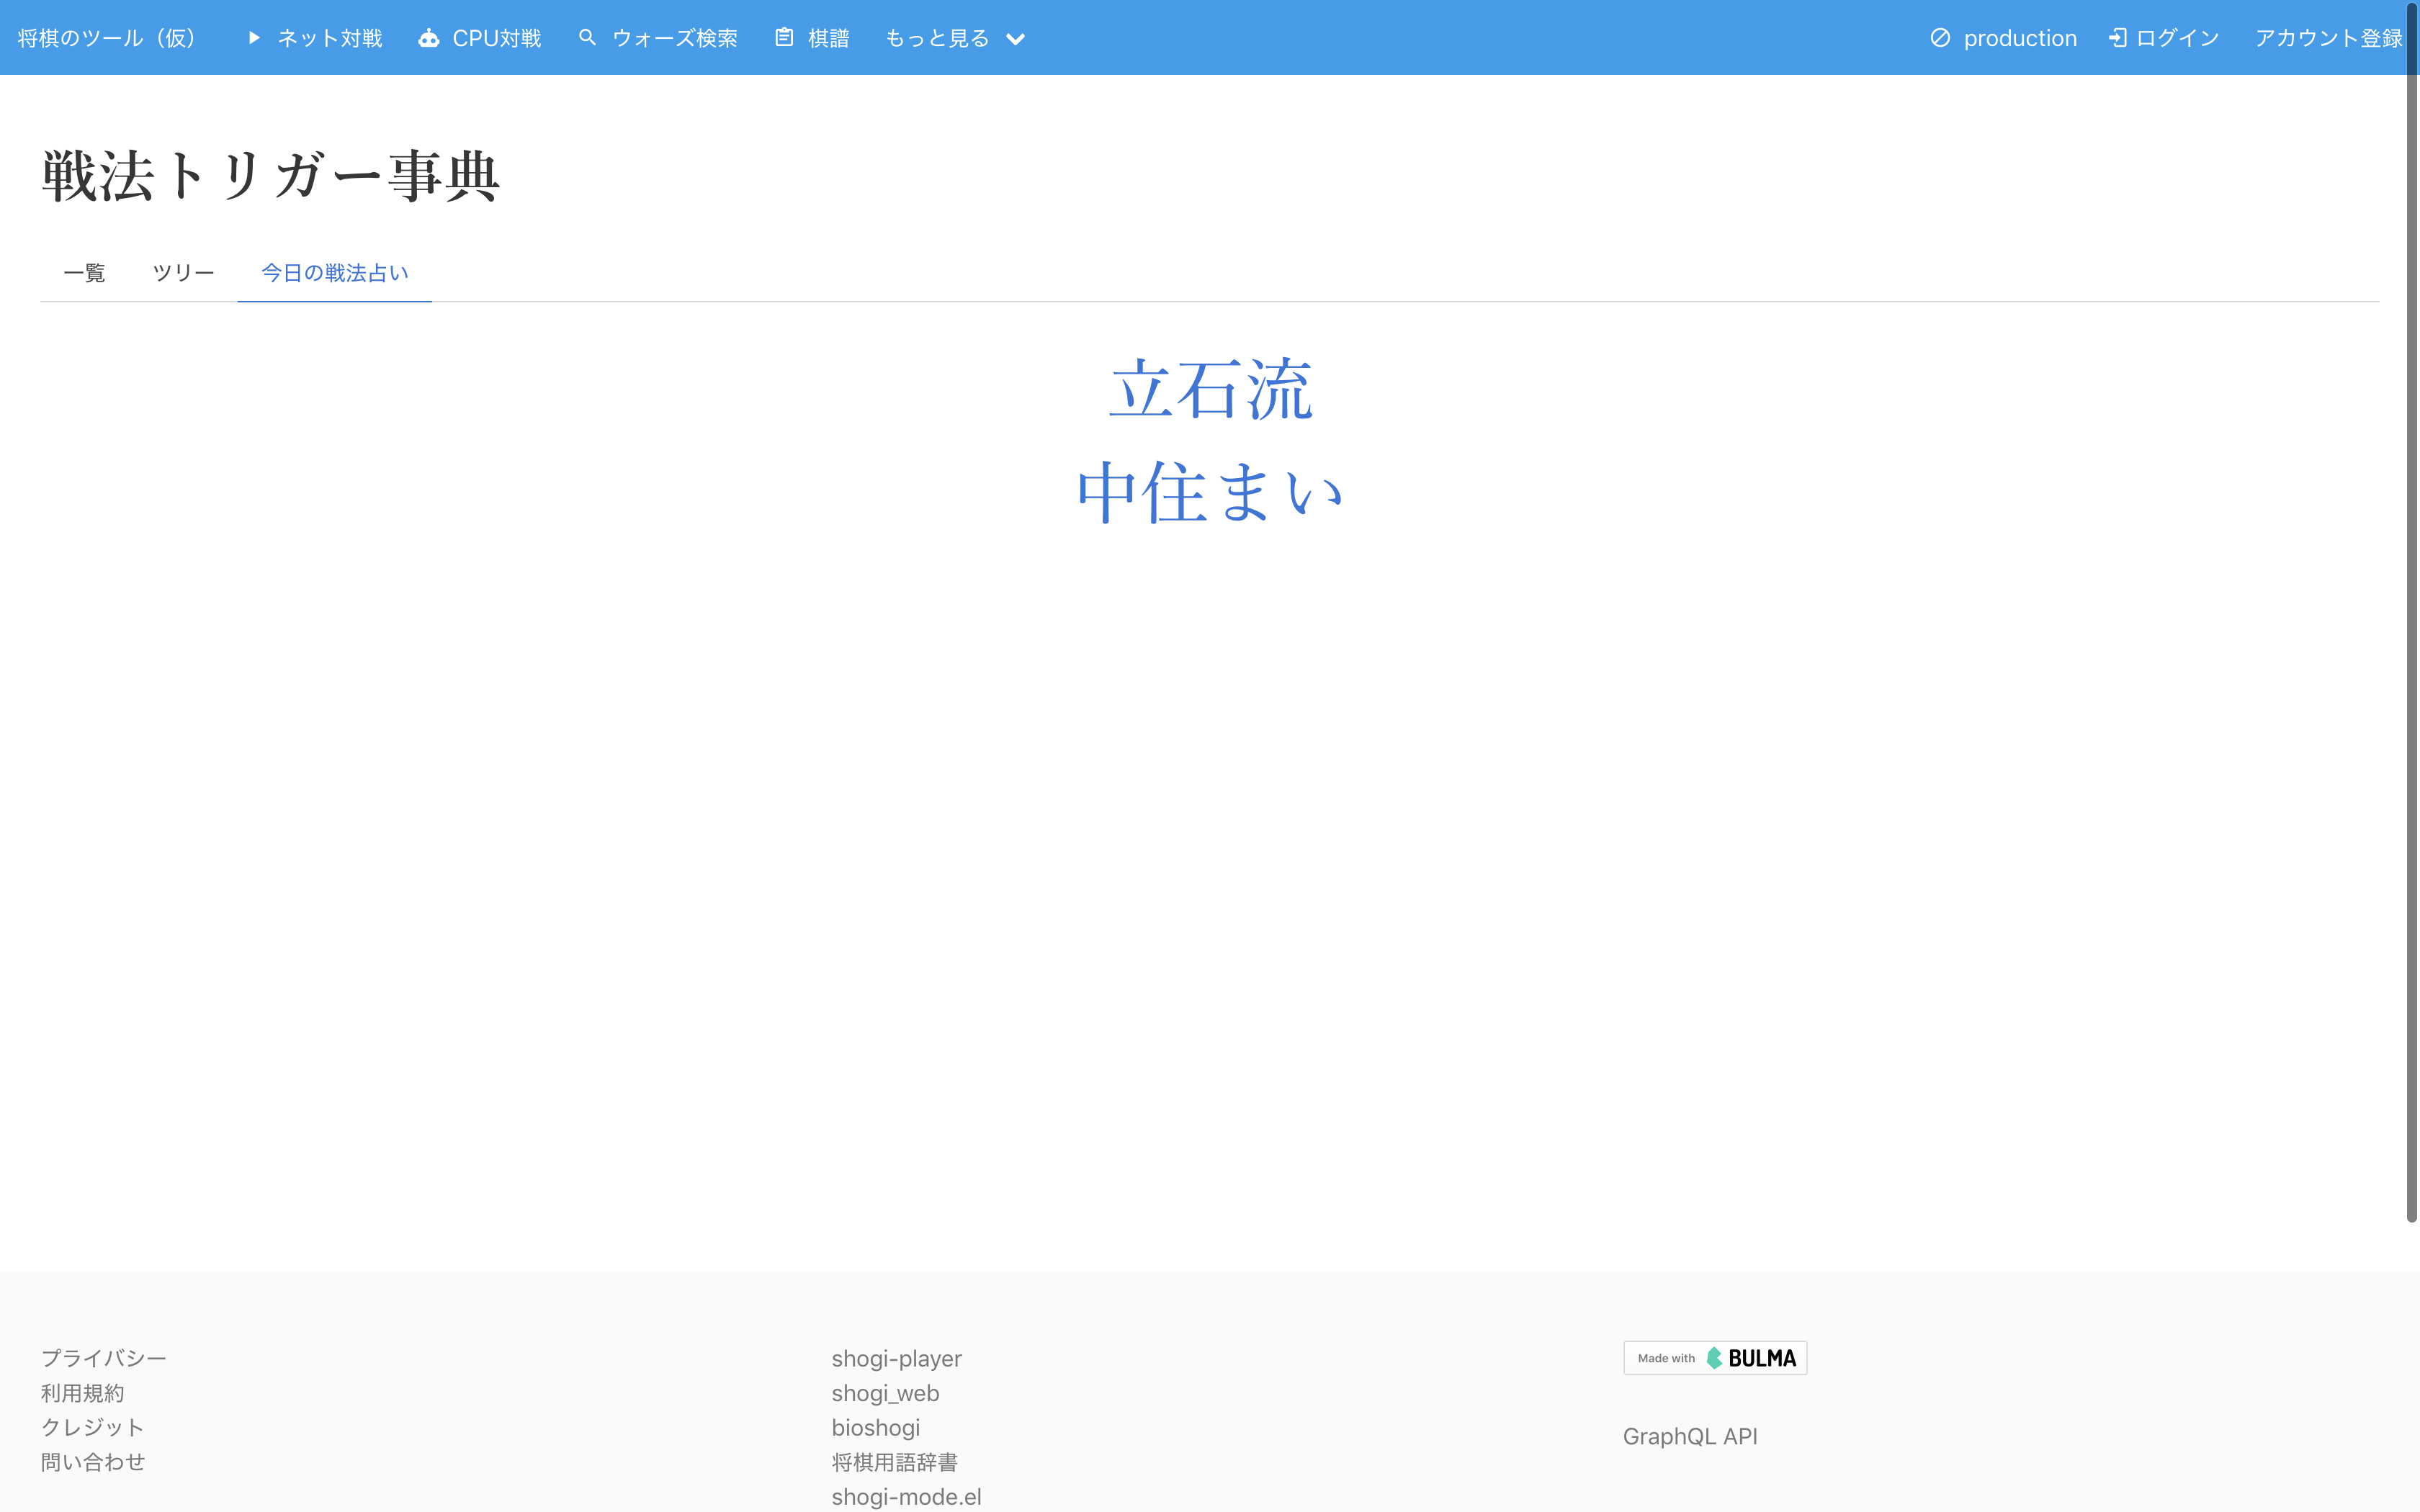 将棋のツール（仮） ネット対戦 CPU対戦 ウォーズ検索 棋譜 もっと見る production ログイン アカウント登録
戦法トリガー事典
一覧 ツリー 今日の戦法占い
立石流
中住まい
プライバシー
利用規約
クレジット
問い合わせ
shogi-player
shogi_web
bioshogi
将棋用語辞書
shogi-mode.el
Made with BULMA
GraphQL API